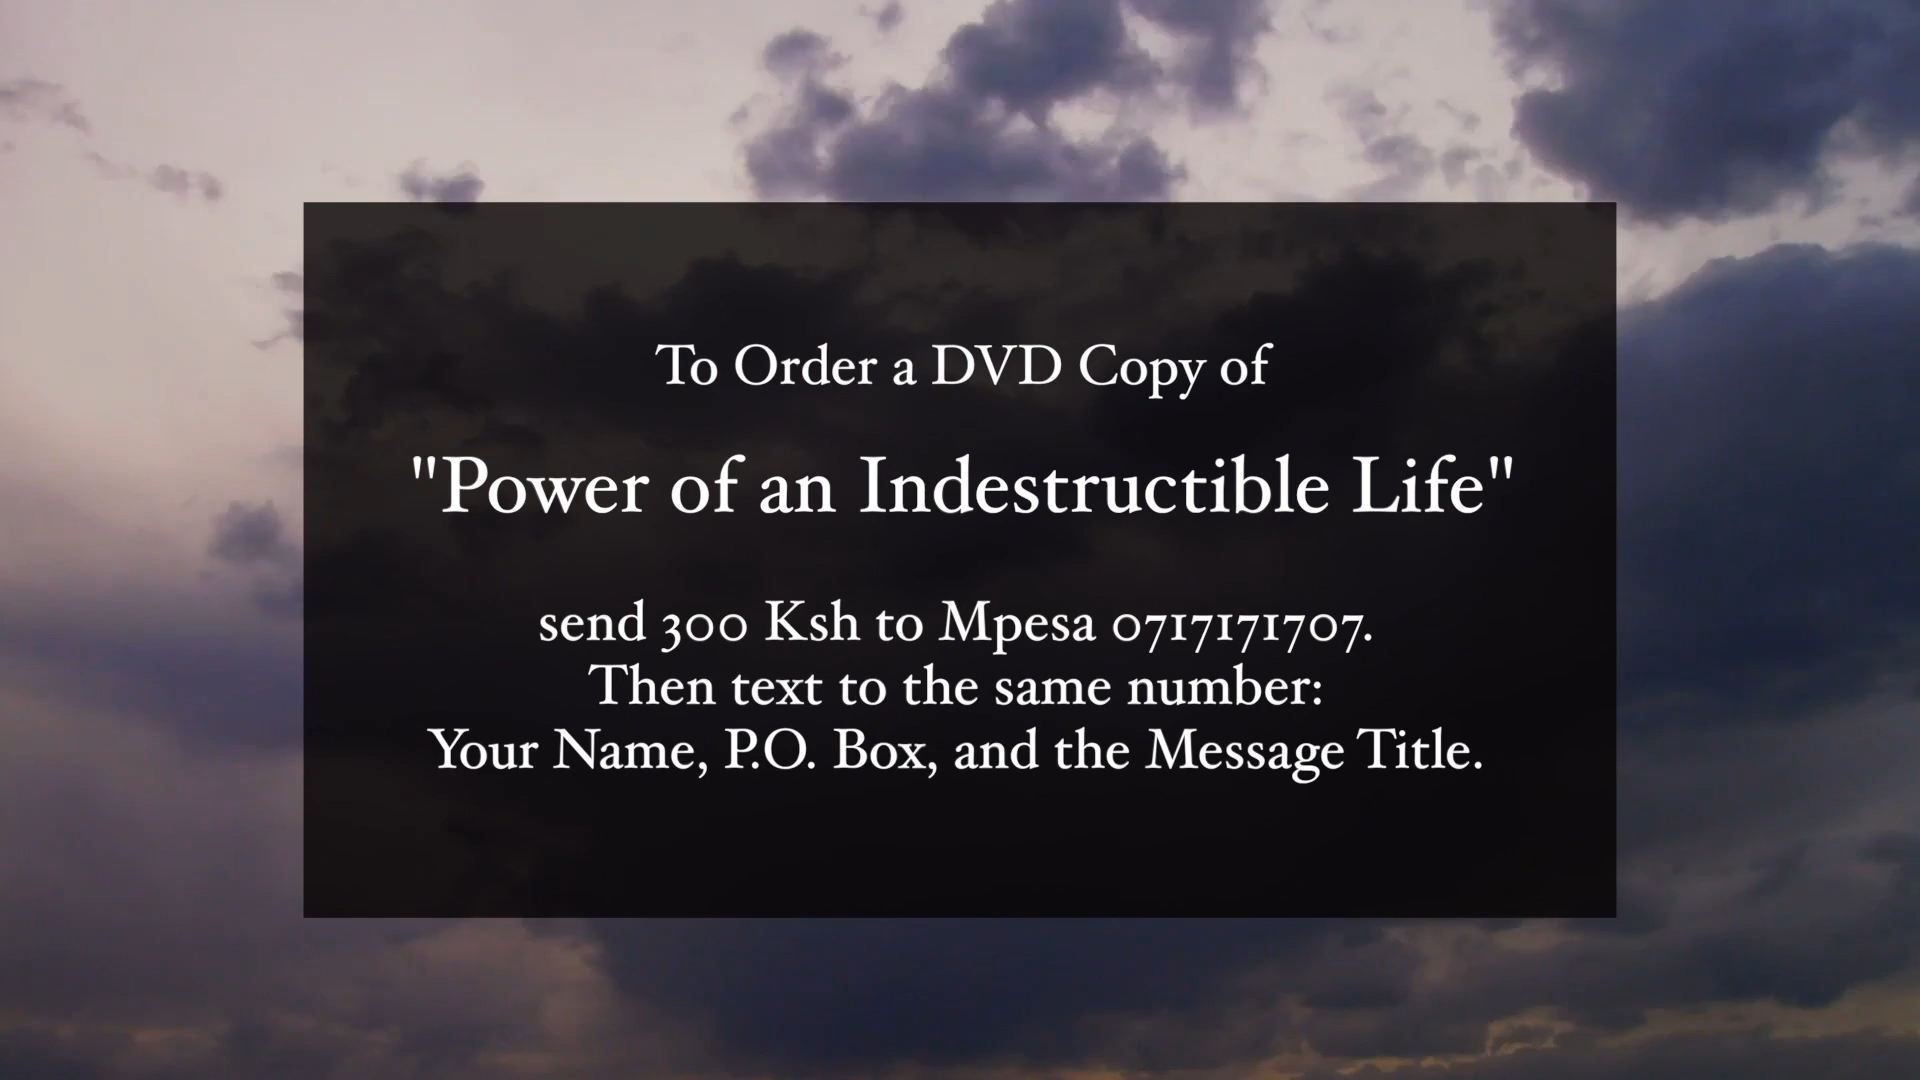 To Order a DVD Copy of
"Power of an Indestructible Life"
send 300 Ksh to Mpesa 0717171707.
Then text to the same number:
Your Name, P.O. Box, and the Message Title.